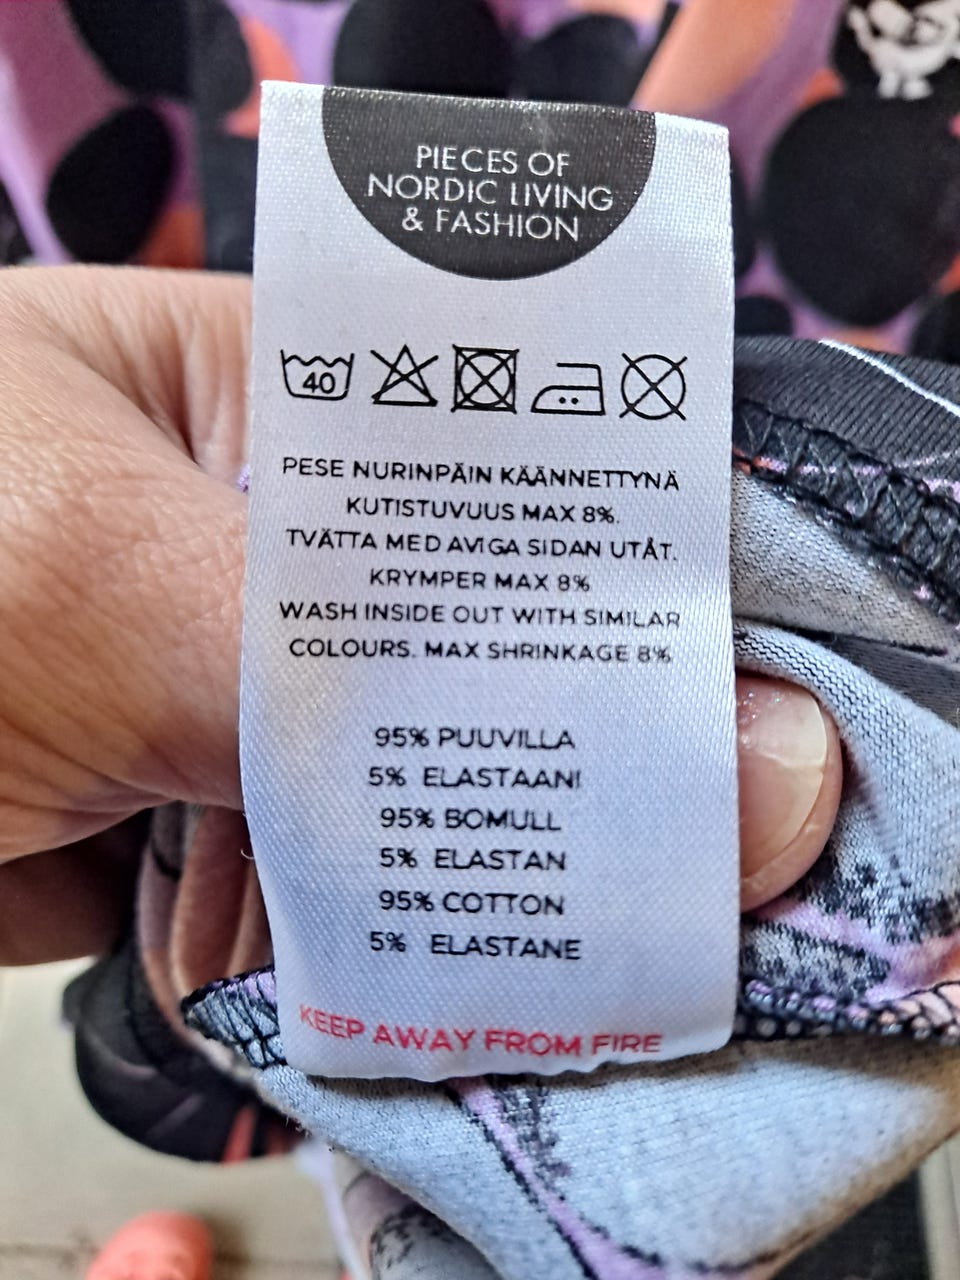 PIECES OF
NORDIC LIVING
& FASHION
40
PESE NURINPÄIN KÄÄNNETTYNÄ
KUTISTUVUUS MAX 8%.
TVÄTTA MED AVIGA SIDAN UTÅT.
KRYMPER MAX 8%
WASH INSIDE OUT WITH SIMILAR
COLOURS. MAX SHRINKAGE 8%
95% PUUVILLA
5% ELASTAANI
95% BOMULL
5% ELASTAN
95% COTTON
5% ELASTANE
KEEP AWAY FROM FIRE